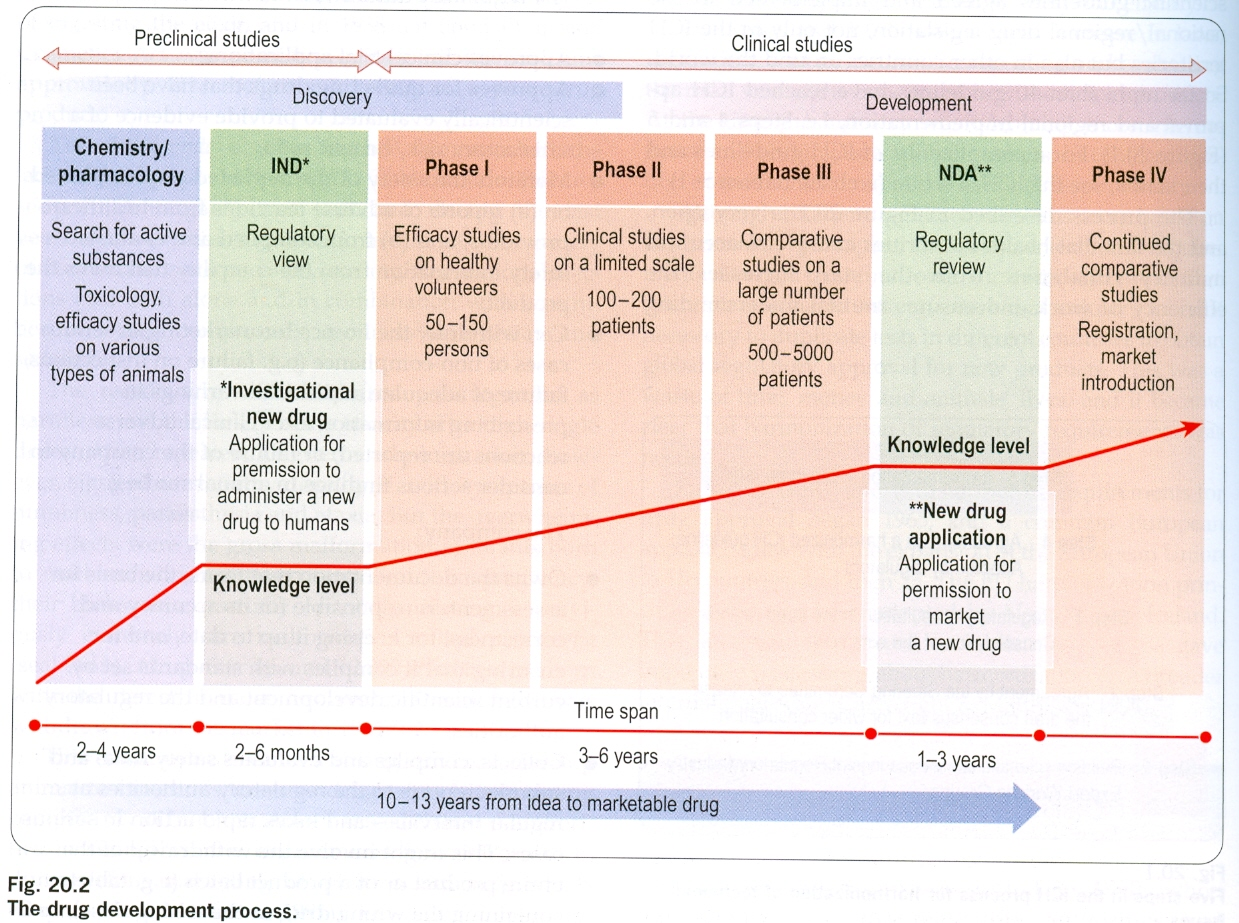 Preclinical studies
Clinical studies
Discovery
Development
Chemistry/
pharmacology
Search for active
substances
Toxicology,
efficacy studies
on various
types of animals
IND*
Regulatory
view
*Investigational
new drug
Application for
premission to
administer a new
drug to humans
Knowledge level
Phase I
Efficacy studies
on healthy
volunteers
50–150
persons
Phase II
Clinical studies
on a limited scale
100–200
patients
Phase III
Comparative
studies on a
large number
of patients
500–5000
patients
NDA**
Regulatory
review
Knowledge level
**New drug
application
Application for
permission to
market
a new drug
Phase IV
Continued
comparative
studies
Registration,
market
introduction
Time span
2–4 years
2–6 months
3–6 years
1–3 years
10–13 years from idea to marketable drug
Fig. 20.2
The drug development process.